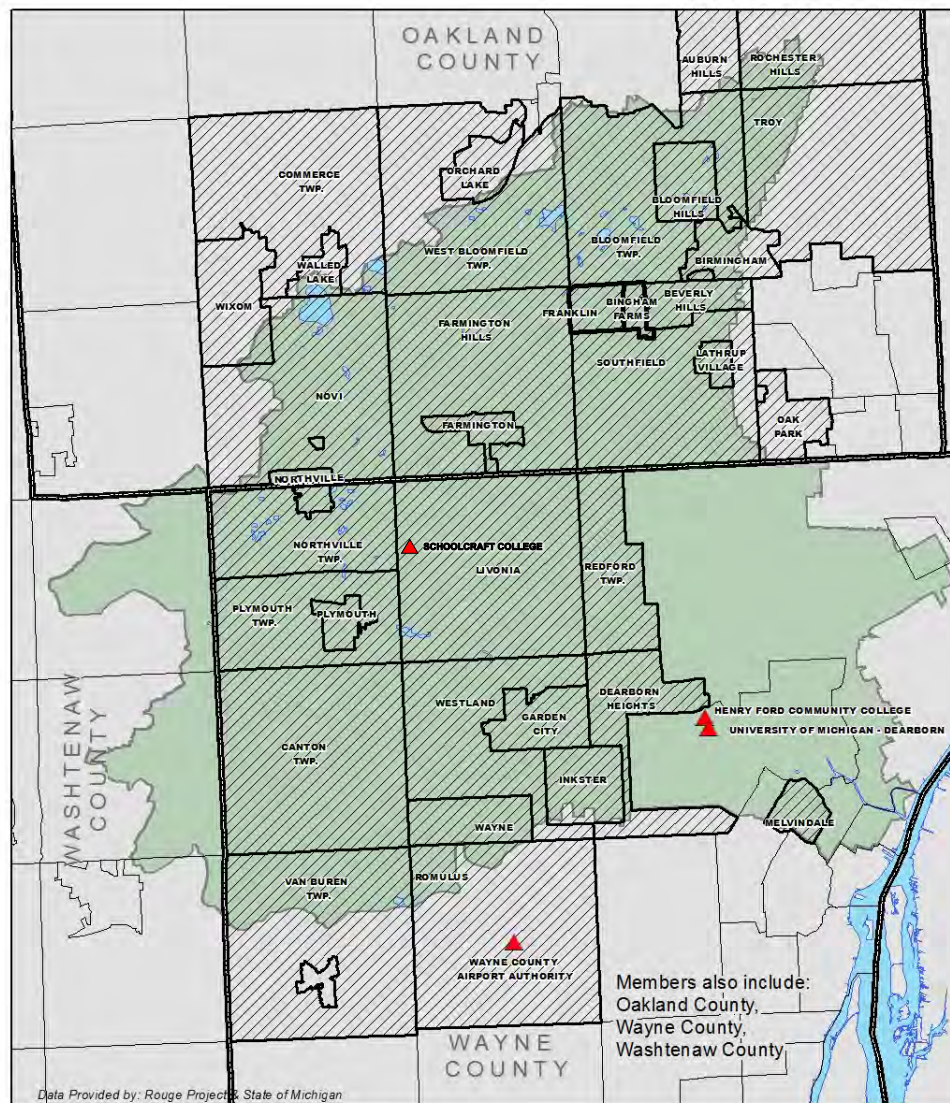 OAKLAND
COUNTY
AUBURN
HILLS
ROCHESTER
HILLS
TROY
COMMERCE
TWP.
ORCHARD
LAKE
BLOOMFIELD
HILLS
WEST BLOOMFIELD
TWP.
BLOOMFIELD
TWP.
BIRMINGHAM
WALLED
LAKE
WIXOM
FARMINGTON
HILLS
FRANKLIN
BINGHAM
FARMS
BEVERLY
HILLS
SOUTHFIELD
LATHRUP
VILLAGE
NOVI
FARMINGTON
OAK
PARK
NORTHVILLE
NORTHVILLE
TWP.
SCHOOLCRAFT COLLEGE
LIVONIA
REDFORD
TWP.
PLYMOUTH
TWP.
PLYMOUTH
WASHTENAW
COUNTY
WESTLAND
GARDEN
CITY
DEARBORN
HEIGHTS
HENRY FORD COMMUNITY COLLEGE
UNIVERSITY OF MICHIGAN - DEARBORN
CANTON
TWP.
INKSTER
WAYNE
MELVINDALE
VAN BUREN
TWP.
ROMULUS
WAYNE COUNTY
AIRPORT AUTHORITY
Members also include:
Oakland County,
Wayne County,
Washtenaw County
WAYNE
COUNTY
Data Provided by: Rouge Project & State of Michigan